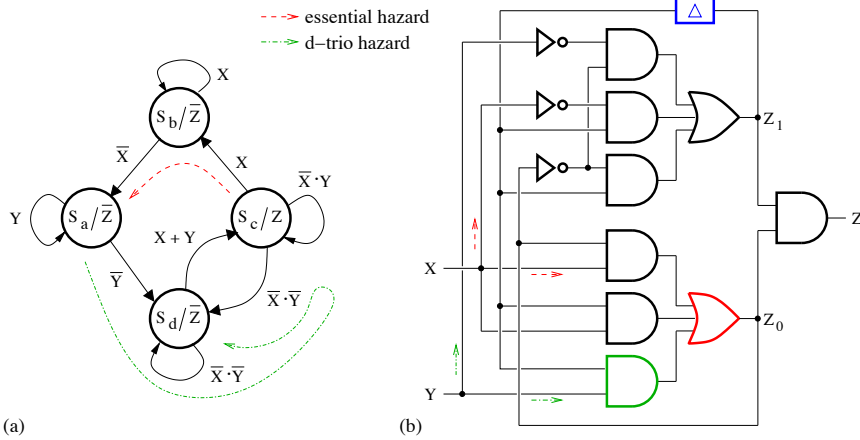 essential hazard
d−trio hazard
X
S_b/Z̅
X̅
X
X̅·Y
Y
S_a/Z̅
X + Y
S_c/Z
Y̅
X̅·Y̅
S_d/Z̅
X̅·Y̅
(a)
Δ
Z_1
Z
X
Z_0
Y
(b)